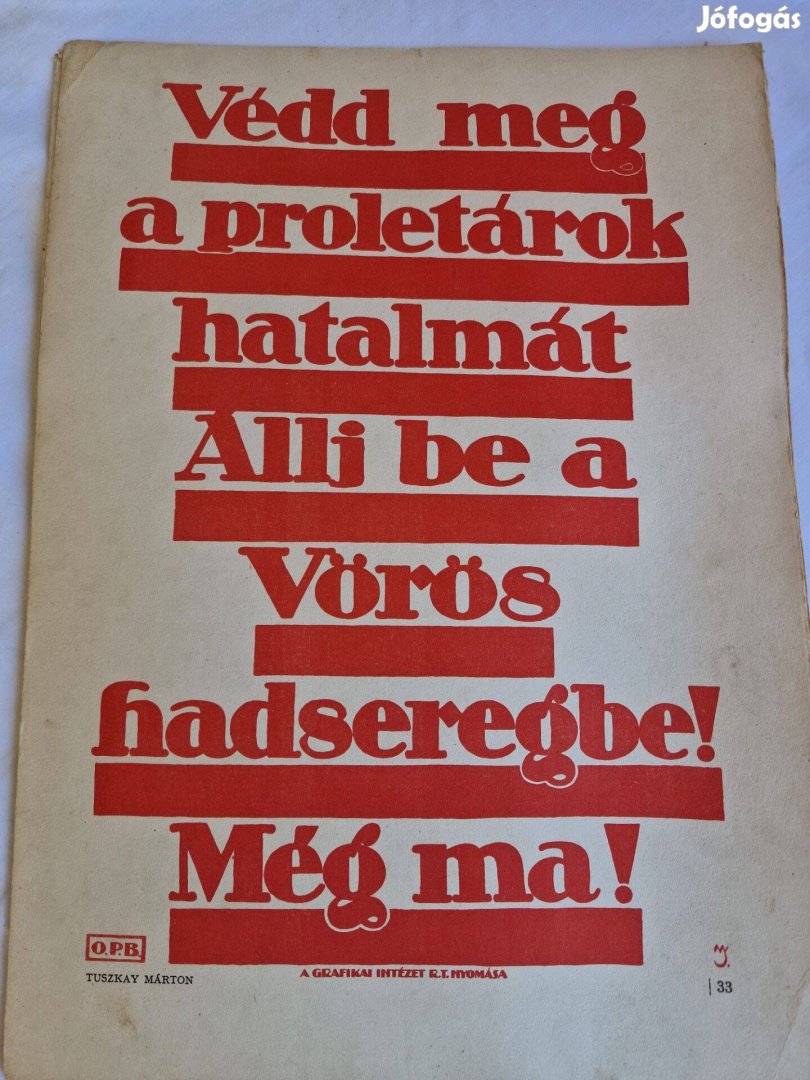 Jófogás
Védd meg
a proletárok
hatalmát
Állj be a
Vörös
hadseregbe!
Még ma!
O.P.B.
TUSZKAY MÁRTON
A GRAFIKAI INTÉZET R.T. NYOMÁSA
33